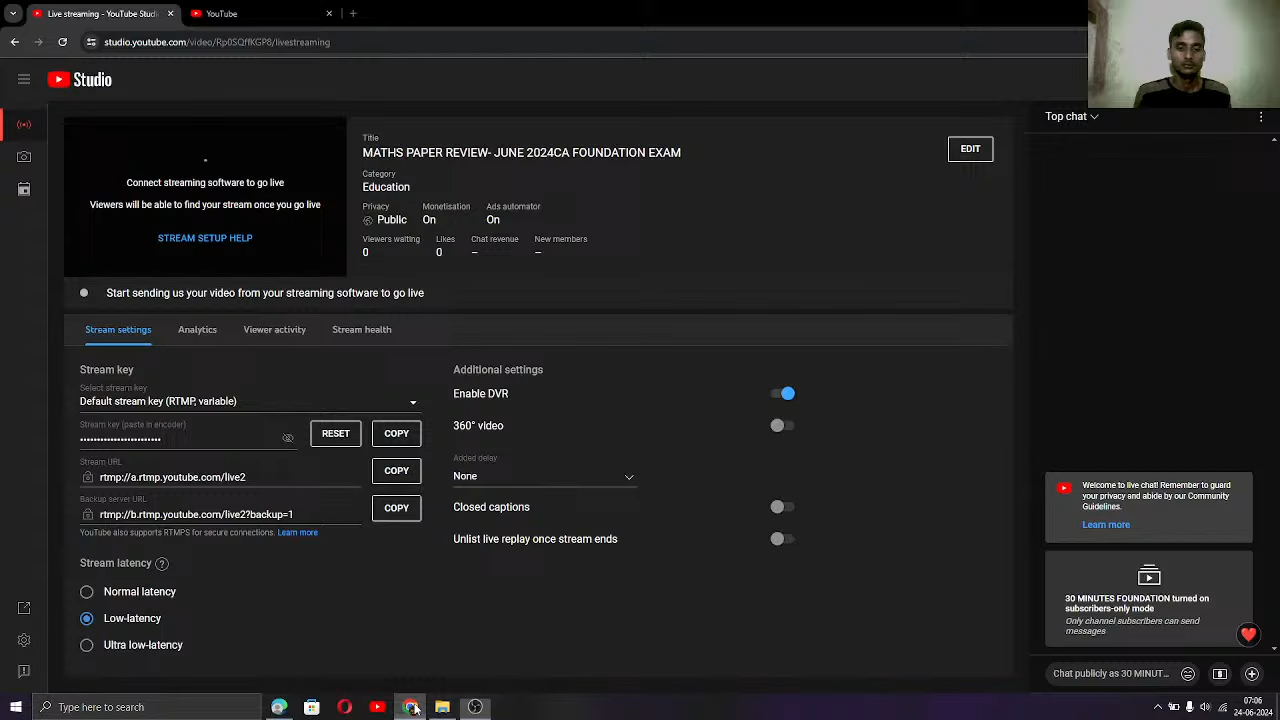 Live streaming - YouTube Studio
YouTube
studio.youtube.com/video/Rp0SQffKGP8/livestreaming
Studio
Connect streaming software to go live
Viewers will be able to find your stream once you go live
STREAM SETUP HELP
Title
MATHS PAPER REVIEW- JUNE 2024CA FOUNDATION EXAM
EDIT
Category
Education
Privacy Monetisation Ads automator
Public On On
Viewers waiting Likes Chat revenue New members
0 0 – –
Start sending us your video from your streaming software to go live
Stream settings Analytics Viewer activity Stream health
Stream key
Select stream key
Default stream key (RTMP, variable)
Stream key (paste in encoder)
•••••••••••••••••••••••• RESET COPY
Stream URL
rtmp://a.rtmp.youtube.com/live2 COPY
Backup server URL
rtmp://b.rtmp.youtube.com/live2?backup=1 COPY
YouTube also supports RTMPS for secure connections. Learn more
Stream latency ?
Normal latency
Low-latency
Ultra low-latency
Additional settings
Enable DVR
360° video
Added delay
None
Closed captions
Unlist live replay once stream ends
Top chat
Welcome to live chat! Remember to guard
your privacy and abide by our Community
Guidelines.
Learn more
30 MINUTES FOUNDATION turned on
subscribers-only mode
Only channel subscribers can send
messages
Chat publicly as 30 MINUT...
Type here to search
07:06
24-06-2024